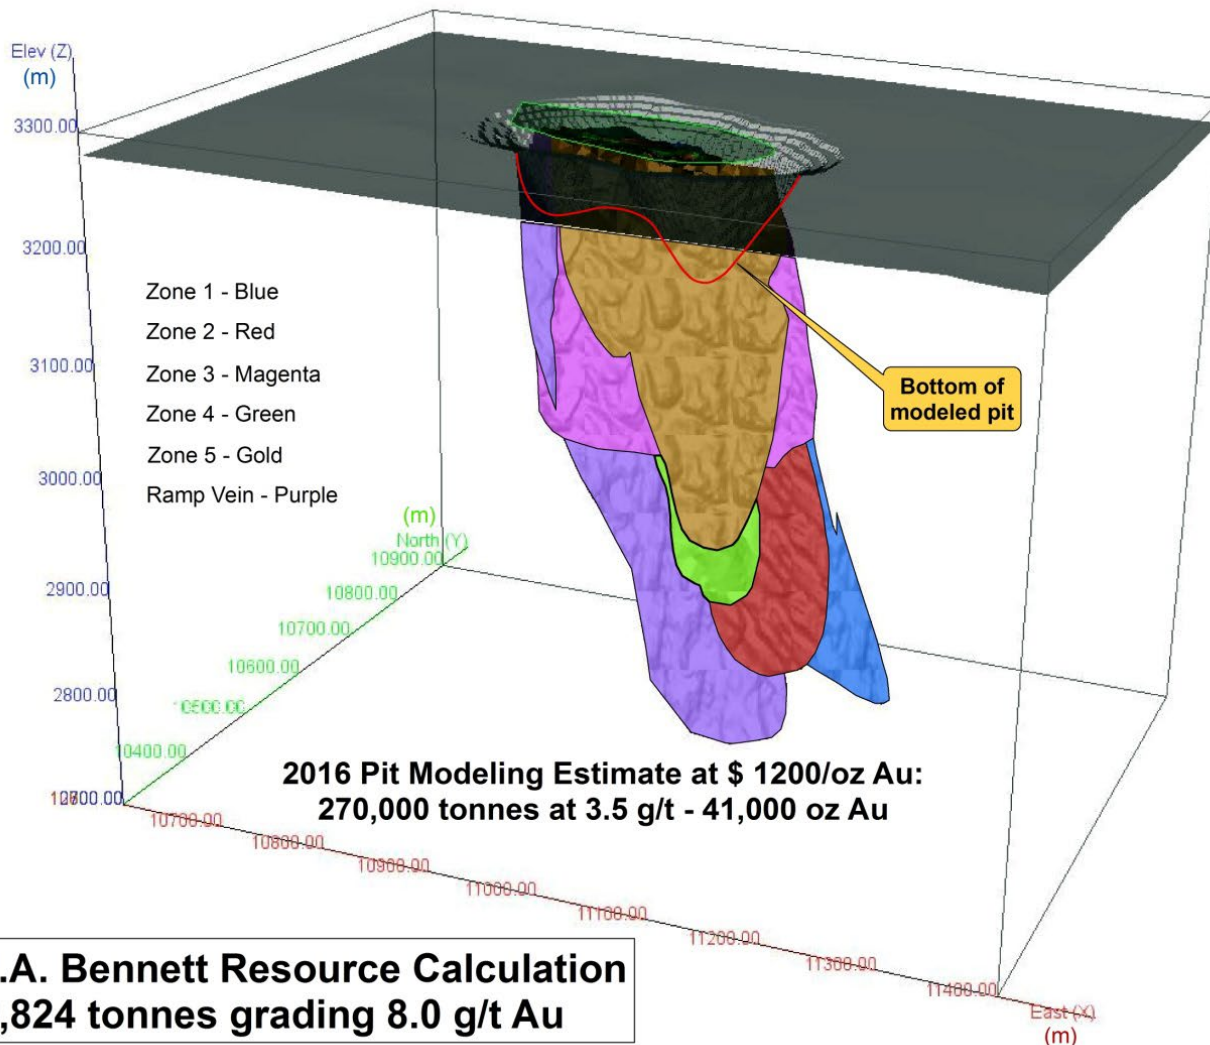 Elev (Z)
(m)
3300.00
3200.00
3100.00
3000.00
2900.00
2800.00
2700.00
Zone 1 - Blue
Zone 2 - Red
Zone 3 - Magenta
Zone 4 - Green
Zone 5 - Gold
Ramp Vein - Purple
Bottom of
modeled pit
(m)
North (Y)
10900.00
10800.00
10700.00
10600.00
10500.00
10400.00
2016 Pit Modeling Estimate at $ 1200/oz Au:
270,000 tonnes at 3.5 g/t - 41,000 oz Au
10700.00
10800.00
10900.00
11000.00
11100.00
11200.00
11300.00
11400.00
East (X)
(m)
.A. Bennett Resource Calculation
,824 tonnes grading 8.0 g/t Au